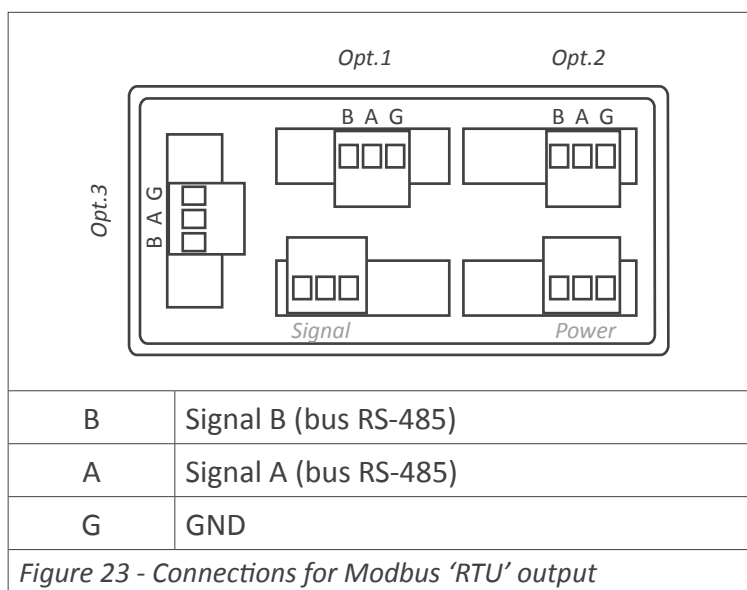 Opt.1 Opt.2
B A G B A G
Opt.3
B A G
Signal Power
B Signal B (bus RS-485)
A Signal A (bus RS-485)
G GND
Figure 23 - Connections for Modbus ‘RTU’ output